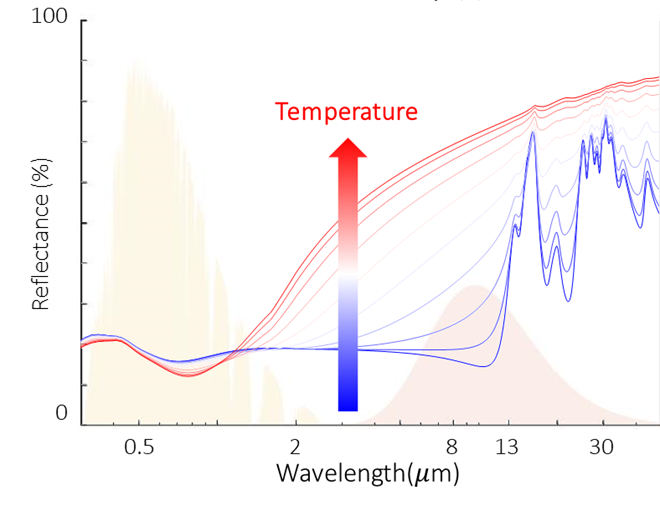 100
Temperature
Reflectance (%)
0
0.5 2 8 13 30
Wavelength(μm)